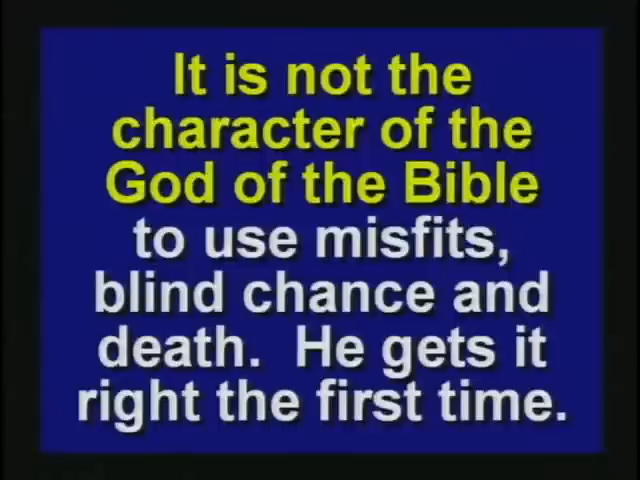 It is not the
character of the
God of the Bible
to use misfits,
blind chance and
death.  He gets it
right the first time.